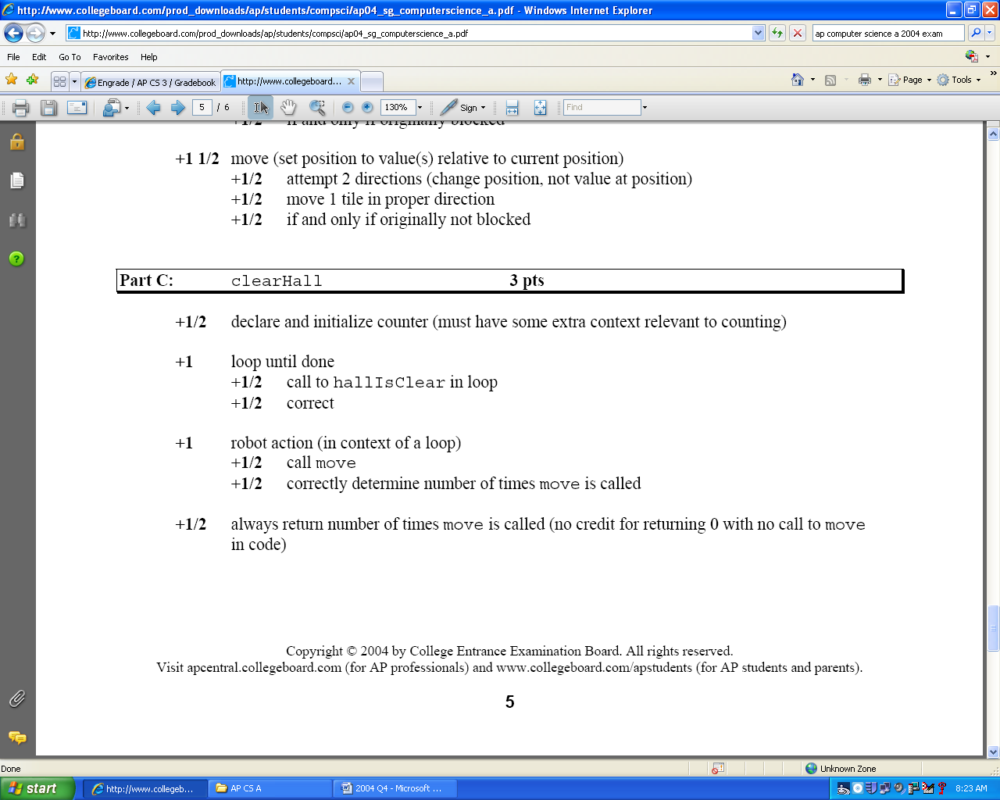 http://www.collegeboard.com/prod_downloads/ap/students/compsci/ap04_sg_computerscience_a.pdf - Windows Internet Explorer
http://www.collegeboard.com/prod_downloads/ap/students/compsci/ap04_sg_computerscience_a.pdf
ap computer science a 2004 exam
File Edit Go To Favorites Help
Engrade / AP CS 3 / Gradebook http://www.collegeboard... Page Tools »
5 / 6 130% Sign Find
+1/2 if and only if originally blocked
+1 1/2 move (set position to value(s) relative to current position)
+1/2 attempt 2 directions (change position, not value at position)
+1/2 move 1 tile in proper direction
+1/2 if and only if originally not blocked
Part C: clearHall 3 pts
+1/2 declare and initialize counter (must have some extra context relevant to counting)
+1 loop until done
+1/2 call to hallIsClear in loop
+1/2 correct
+1 robot action (in context of a loop)
+1/2 call move
+1/2 correctly determine number of times move is called
+1/2 always return number of times move is called (no credit for returning 0 with no call to move
in code)
Copyright © 2004 by College Entrance Examination Board. All rights reserved.
Visit apcentral.collegeboard.com (for AP professionals) and www.collegeboard.com/apstudents (for AP students and parents).
5
Done Unknown Zone
start http://www.collegeb... AP CS A 2004 Q4 - Microsoft ... 8:23 AM